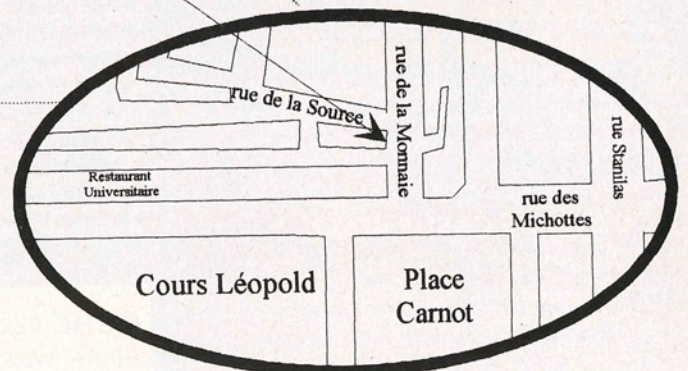 rue de la Source
rue de la Monnaie
rue Stanilas
Restaurant
Universitaire
rue des
Michottes
Cours Léopold
Place
Carnot